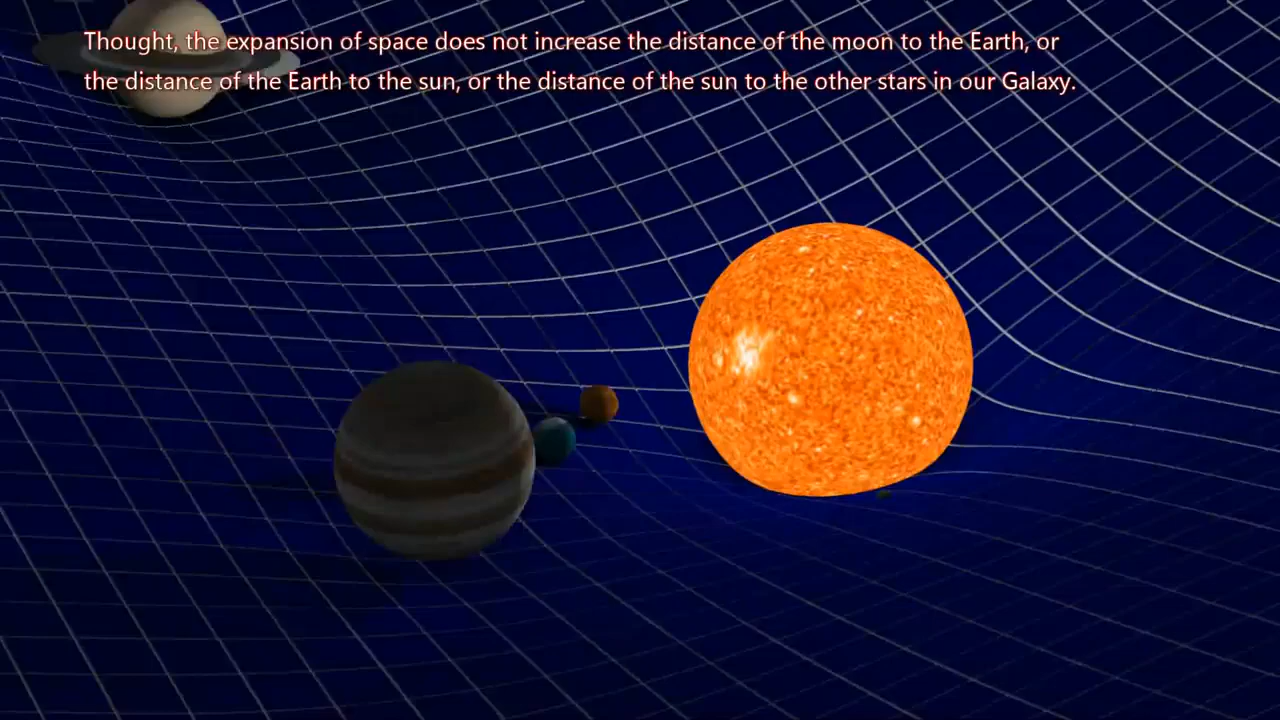 Thought, the expansion of space does not increase the distance of the moon to the Earth, or
the distance of the Earth to the sun, or the distance of the sun to the other stars in our Galaxy.